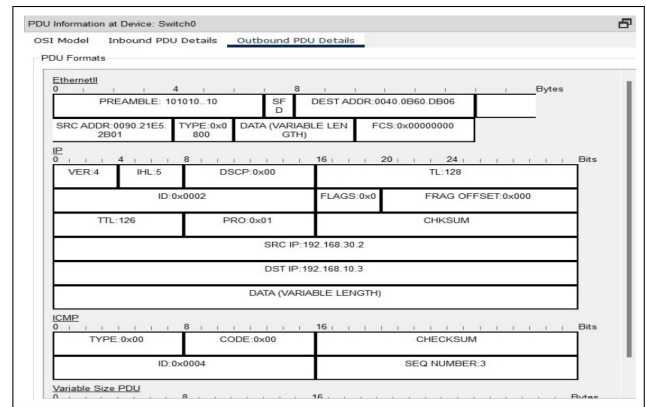 PDU Information at Device: Switch0
OSI Model Inbound PDU Details Outbound PDU Details
PDU Formats
EthernetII
0 4 8 Bytes
PREAMBLE: 101010..10 SF D DEST ADDR:0040.0B60.DB06
SRC ADDR:0090.21E5. 2B01 TYPE:0x0 800 DATA (VARIABLE LEN GTH) FCS:0x00000000
IP
0 4 8 16 20 24 Bits
VER:4 IHL:5 DSCP:0x00 TL:128
ID:0x0002 FLAGS:0x0 FRAG OFFSET:0x000
TTL:126 PRO:0x01 CHKSUM
SRC IP:192.168.30.2
DST IP:192.168.10.3
DATA (VARIABLE LENGTH)
ICMP
0 8 16 Bits
TYPE:0x00 CODE:0x00 CHECKSUM
ID:0x0004 SEQ NUMBER:3
Variable Size PDU
0 8 16 Bytes